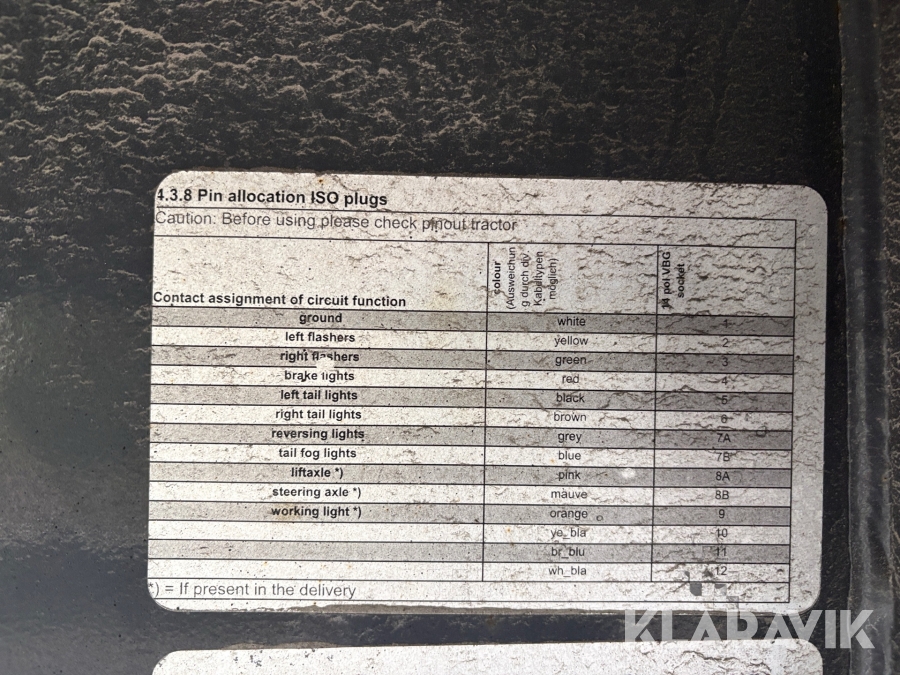 4.3.8 Pin allocation ISO plugs
Caution: Before using please check pinout tractor
Contact assignment of circuit function
colour
(Ausweichun
g durch div
Kabeltypen
möglich)
14 pol VBG
socket
ground white 1
left flashers yellow 2
right flashers green 3
brake lights red 4
left tail lights black 5
right tail lights brown 6
reversing lights grey 7A
tail fog lights blue 7B
liftaxle *) pink 8A
steering axle *) mauve 8B
working light *) orange 9
ye_bla 10
br_blu 11
wh_bla 12
*) = If present in the delivery
KLARAVIK